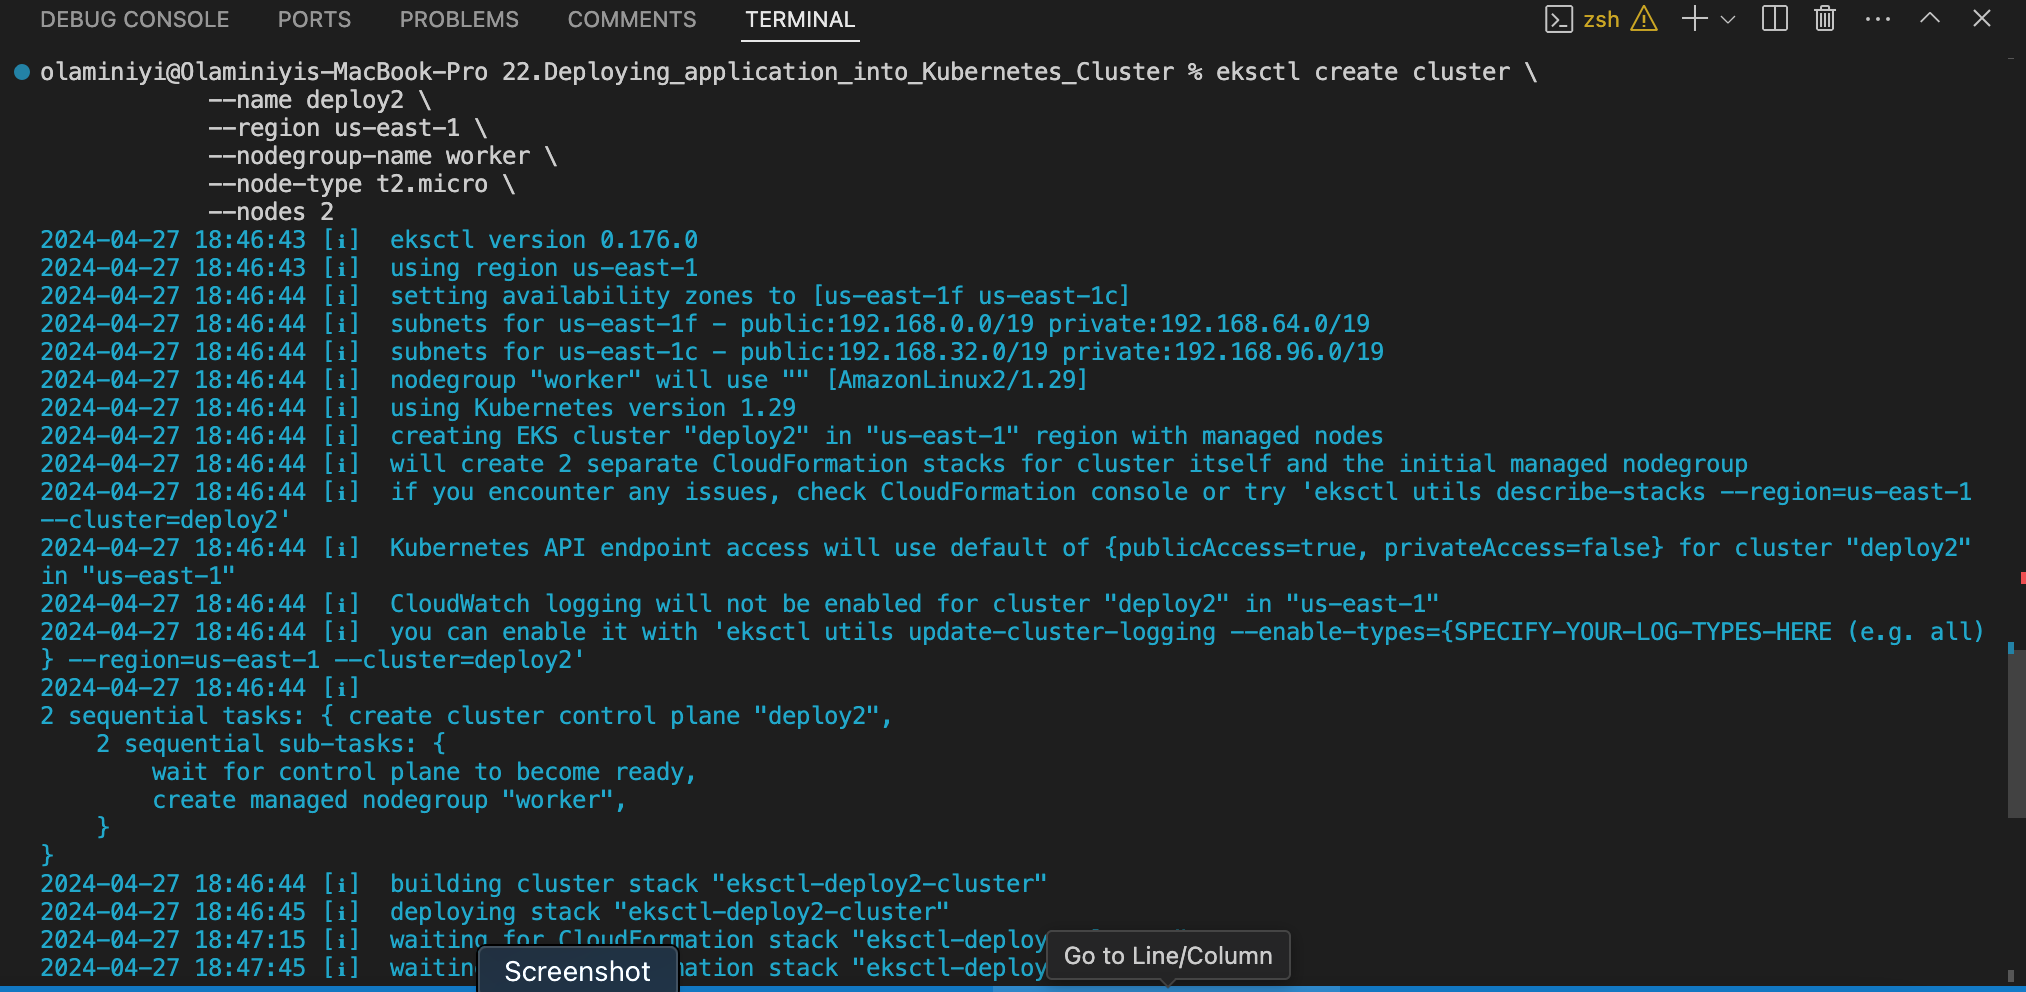 DEBUG CONSOLE PORTS PROBLEMS COMMENTS TERMINAL zsh
olaminiyi@Olaminiyis-MacBook-Pro 22.Deploying_application_into_Kubernetes_Cluster % eksctl create cluster \
--name deploy2 \
--region us-east-1 \
--nodegroup-name worker \
--node-type t2.micro \
--nodes 2
2024-04-27 18:46:43 [ℹ]  eksctl version 0.176.0
2024-04-27 18:46:43 [ℹ]  using region us-east-1
2024-04-27 18:46:44 [ℹ]  setting availability zones to [us-east-1f us-east-1c]
2024-04-27 18:46:44 [ℹ]  subnets for us-east-1f - public:192.168.0.0/19 private:192.168.64.0/19
2024-04-27 18:46:44 [ℹ]  subnets for us-east-1c - public:192.168.32.0/19 private:192.168.96.0/19
2024-04-27 18:46:44 [ℹ]  nodegroup "worker" will use "" [AmazonLinux2/1.29]
2024-04-27 18:46:44 [ℹ]  using Kubernetes version 1.29
2024-04-27 18:46:44 [ℹ]  creating EKS cluster "deploy2" in "us-east-1" region with managed nodes
2024-04-27 18:46:44 [ℹ]  will create 2 separate CloudFormation stacks for cluster itself and the initial managed nodegroup
2024-04-27 18:46:44 [ℹ]  if you encounter any issues, check CloudFormation console or try 'eksctl utils describe-stacks --region=us-east-1
--cluster=deploy2'
2024-04-27 18:46:44 [ℹ]  Kubernetes API endpoint access will use default of {publicAccess=true, privateAccess=false} for cluster "deploy2"
in "us-east-1"
2024-04-27 18:46:44 [ℹ]  CloudWatch logging will not be enabled for cluster "deploy2" in "us-east-1"
2024-04-27 18:46:44 [ℹ]  you can enable it with 'eksctl utils update-cluster-logging --enable-types={SPECIFY-YOUR-LOG-TYPES-HERE (e.g. all)
} --region=us-east-1 --cluster=deploy2'
2024-04-27 18:46:44 [ℹ]
2 sequential tasks: { create cluster control plane "deploy2",
2 sequential sub-tasks: {
wait for control plane to become ready,
create managed nodegroup "worker",
}
}
2024-04-27 18:46:44 [ℹ]  building cluster stack "eksctl-deploy2-cluster"
2024-04-27 18:46:45 [ℹ]  deploying stack "eksctl-deploy2-cluster"
2024-04-27 18:47:15 [ℹ]  waiting for CloudFormation stack "eksctl-deploy
2024-04-27 18:47:45 [ℹ]  stack "eksctl-deploy
Screenshot
Go to Line/Column